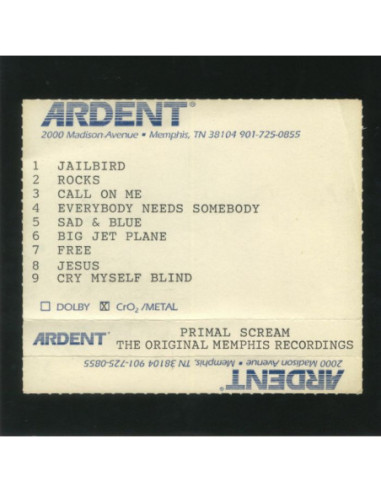 ARDENT®
2000 Madison Avenue • Memphis, TN 38104 901-725-0855
1 JAILBIRD
2 ROCKS
3 CALL ON ME
4 EVERYBODY NEEDS SOMEBODY
5 SAD & BLUE
6 BIG JET PLANE
7 FREE
8 JESUS
9 CRY MYSELF BLIND
DOLBY ☒ CrO₂/METAL
ARDENT® PRIMAL SCREAM
THE ORIGINAL MEMPHIS RECORDINGS
2000 Madison Avenue • Memphis, TN 38104 901-725-0855
ARDENT®